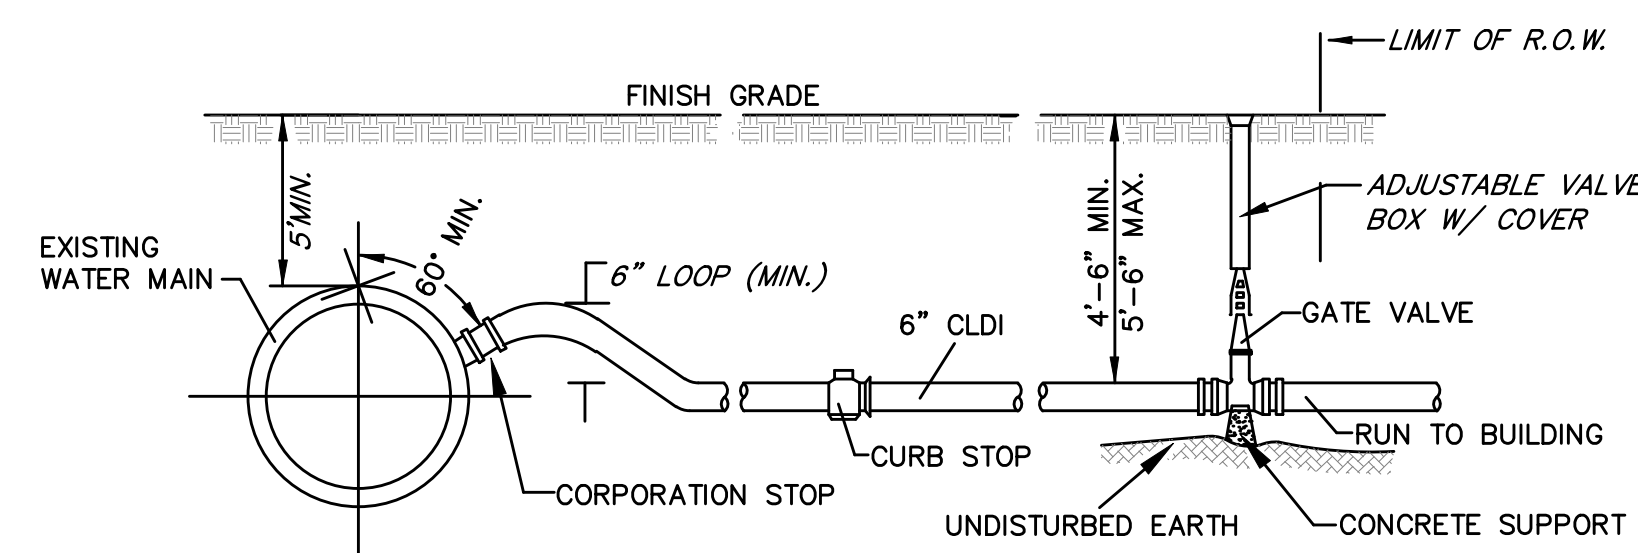 LIMIT OF R.O.W.
FINISH GRADE
5'MIN.
60° MIN.
4'-6" MIN.
5'-6" MAX.
ADJUSTABLE VALVE
BOX W/ COVER
EXISTING
WATER MAIN
6" LOOP (MIN.)
6" CLDI
GATE VALVE
CURB STOP
RUN TO BUILDING
CORPORATION STOP
UNDISTURBED EARTH
CONCRETE SUPPORT